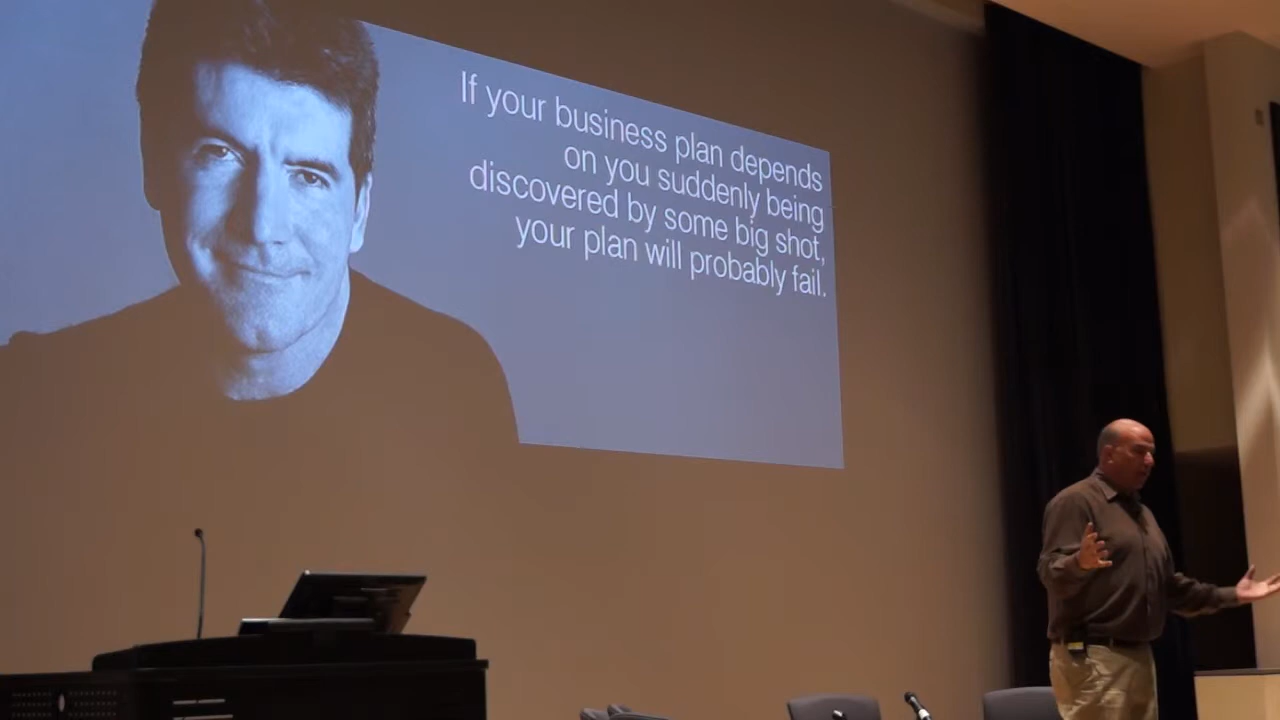 If your business plan depends
on you suddenly being
discovered by some big shot,
your plan will probably fail.